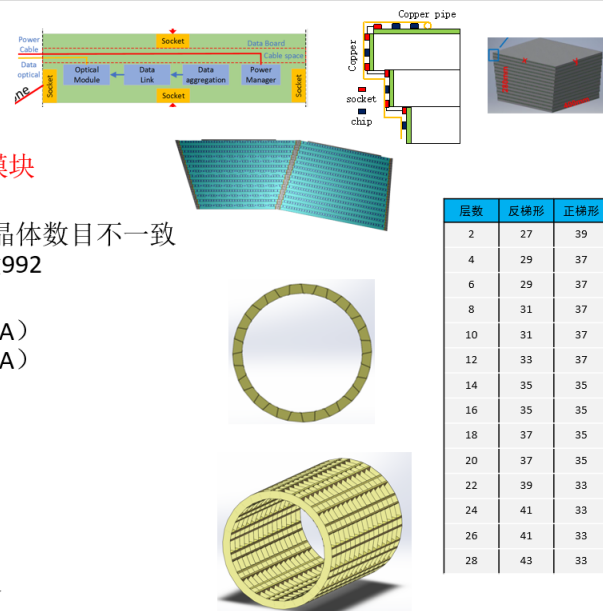 Socket
Data Board
Power
Cable
Cable space
Data
optical
Socket
Optical
Module
Data
Link
Data
aggregation
Power
Manager
Socket
Socket
ne
Copper pipe
Copper
socket
chip
模块
晶体数目不一致
992
A）
A）
层数 反梯形 正梯形
2 27 39
4 29 37
6 29 37
8 31 37
10 31 37
12 33 37
14 35 35
16 35 35
18 37 35
20 37 35
22 39 33
24 41 33
26 41 33
28 43 33